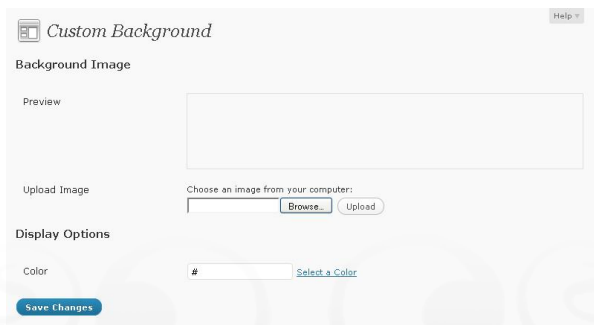 Help
Custom Background
Background Image
Preview
Upload Image
Choose an image from your computer:
Browse... Upload
Display Options
Color # Select a Color
Save Changes